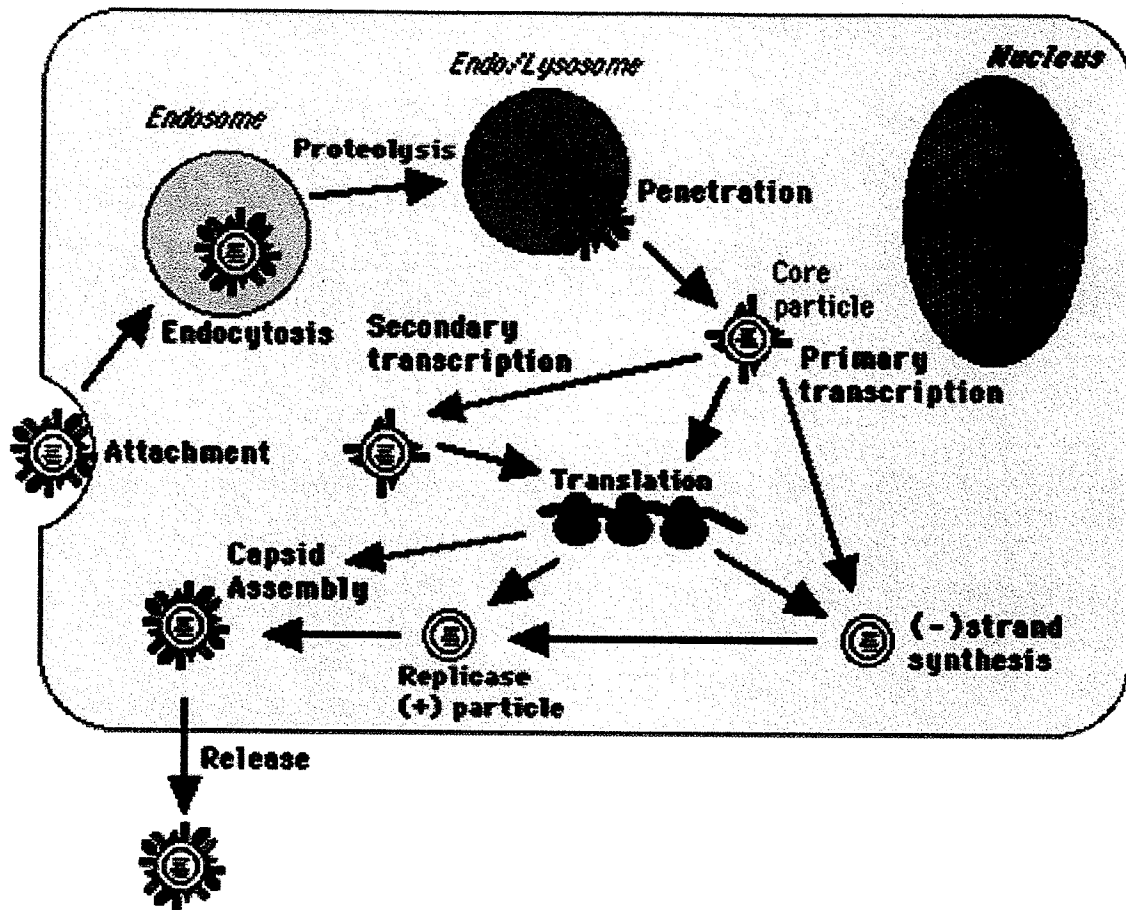 Nucleus
Endo/Lysosome
Endosome
Proteolysis
Penetration
Core
particle
Endocytosis
Secondary
transcription
Primary
transcription
Attachment
Translation
Capsid
Assembly
(-)strand
synthesis
Replicase
(+) particle
Release